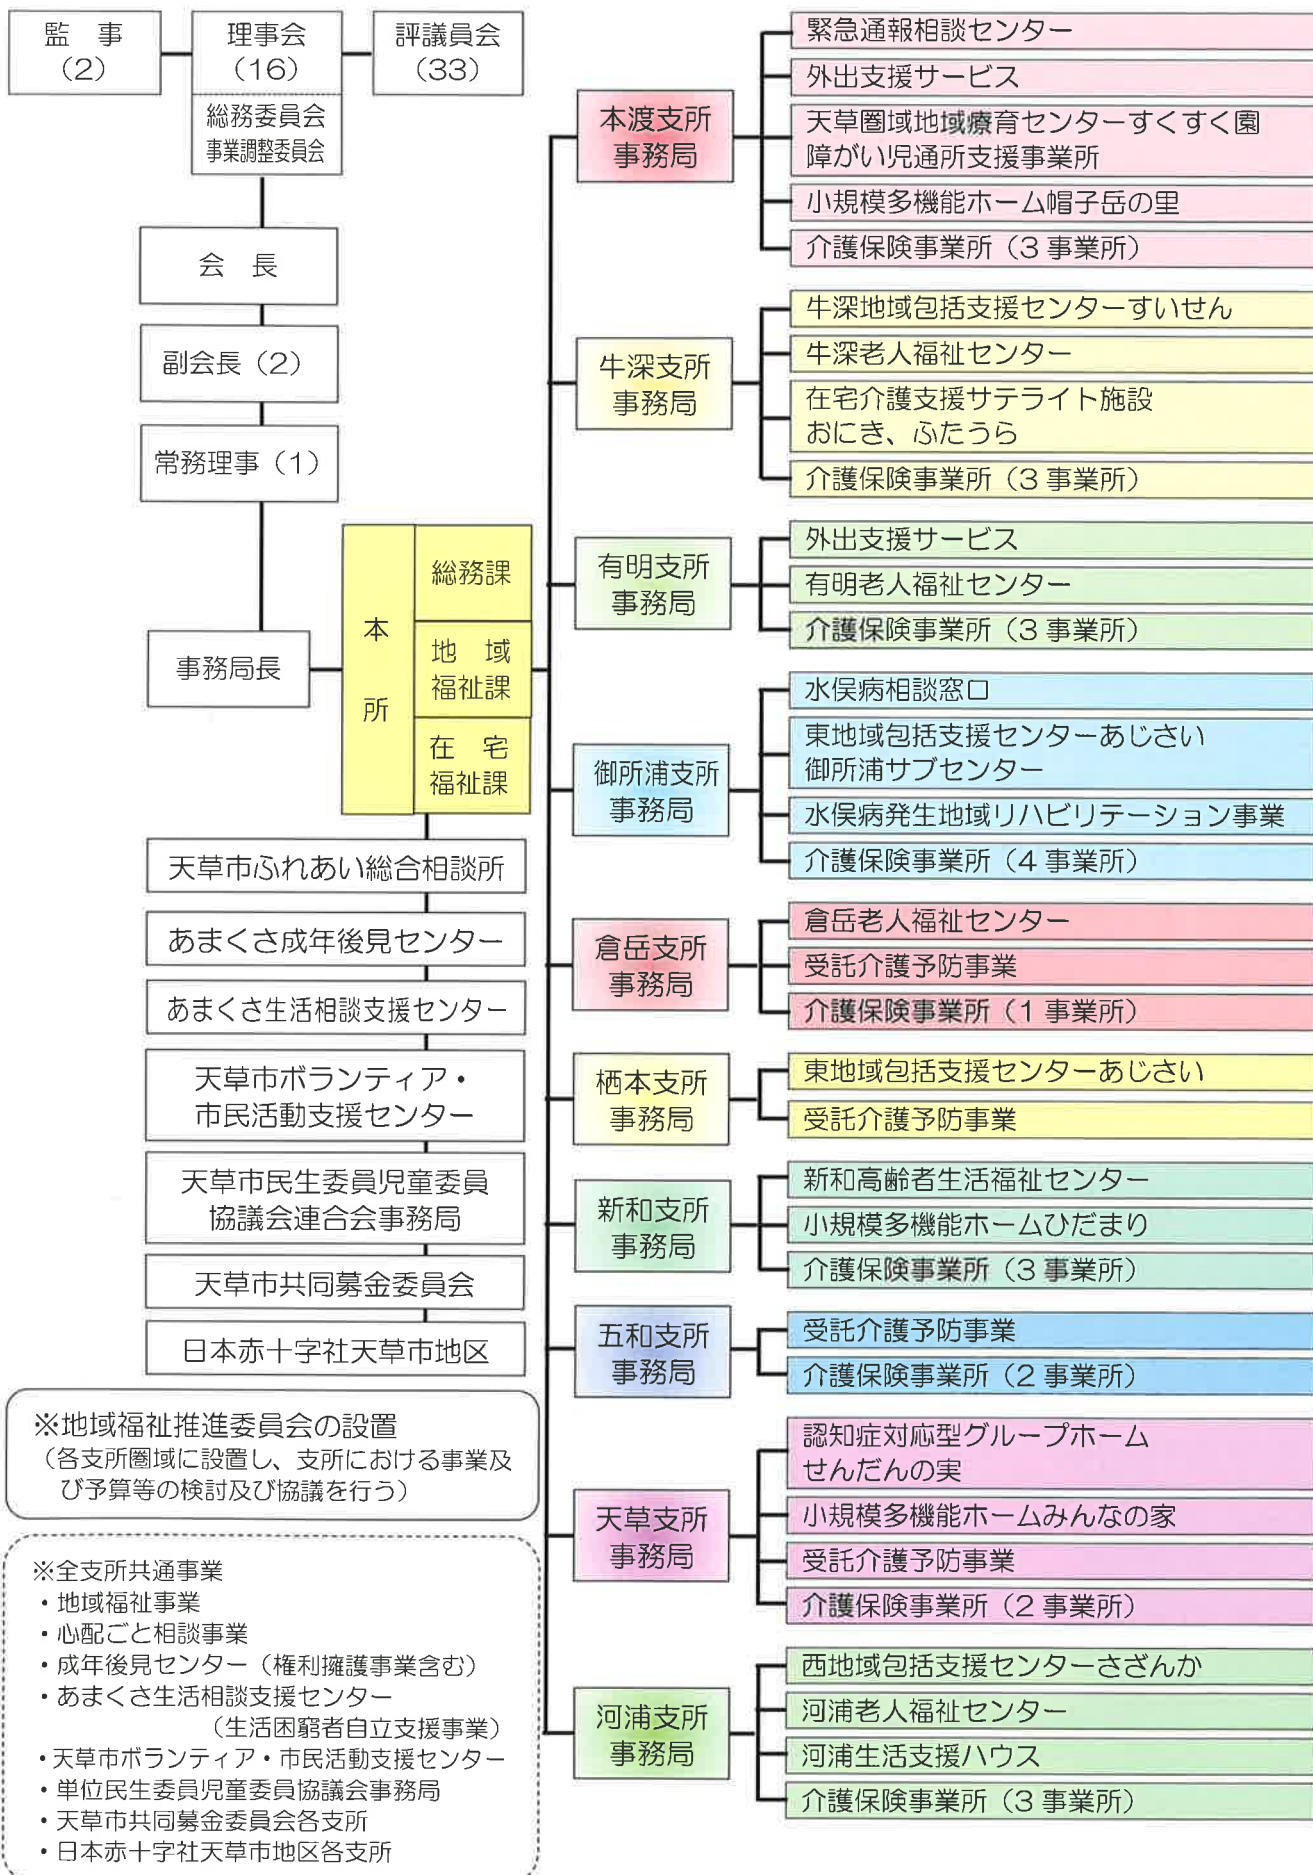 監　事
（2）
理事会
（16）
評議員会
（33）
総務委員会
事業調整委員会
会　長
副会長（2）
常務理事（1）
事務局長
本
所
総務課
地　域
福祉課
在　宅
福祉課
天草市ふれあい総合相談所
あまくさ成年後見センター
あまくさ生活相談支援センター
天草市ボランティア・
市民活動支援センター
天草市民生委員児童委員
協議会連合会事務局
天草市共同募金委員会
日本赤十字社天草市地区
※地域福祉推進委員会の設置
（各支所圏域に設置し、支所における事業及
び予算等の検討及び協議を行う）
※全支所共通事業
・地域福祉事業
・心配ごと相談事業
・成年後見センター（権利擁護事業含む）
・あまくさ生活相談支援センター
（生活困窮者自立支援事業）
・天草市ボランティア・市民活動支援センター
・単位民生委員児童委員協議会事務局
・天草市共同募金委員会各支所
・日本赤十字社天草市地区各支所
本渡支所
事務局
緊急通報相談センター
外出支援サービス
天草圏域地域療育センターすくすく園
障がい児通所支援事業所
小規模多機能ホーム帽子岳の里
介護保険事業所（3 事業所）
牛深支所
事務局
牛深地域包括支援センターすいせん
牛深老人福祉センター
在宅介護支援サテライト施設
おにき、ふたうら
介護保険事業所（3 事業所）
有明支所
事務局
外出支援サービス
有明老人福祉センター
介護保険事業所（3 事業所）
御所浦支所
事務局
水俣病相談窓口
東地域包括支援センターあじさい
御所浦サブセンター
水俣病発生地域リハビリテーション事業
介護保険事業所（4 事業所）
倉岳支所
事務局
倉岳老人福祉センター
受託介護予防事業
介護保険事業所（1 事業所）
栖本支所
事務局
東地域包括支援センターあじさい
受託介護予防事業
新和支所
事務局
新和高齢者生活福祉センター
小規模多機能ホームひだまり
介護保険事業所（3 事業所）
五和支所
事務局
受託介護予防事業
介護保険事業所（2 事業所）
天草支所
事務局
認知症対応型グループホーム
せんだんの実
小規模多機能ホームみんなの家
受託介護予防事業
介護保険事業所（2 事業所）
河浦支所
事務局
西地域包括支援センターさざんか
河浦老人福祉センター
河浦生活支援ハウス
介護保険事業所（3 事業所）